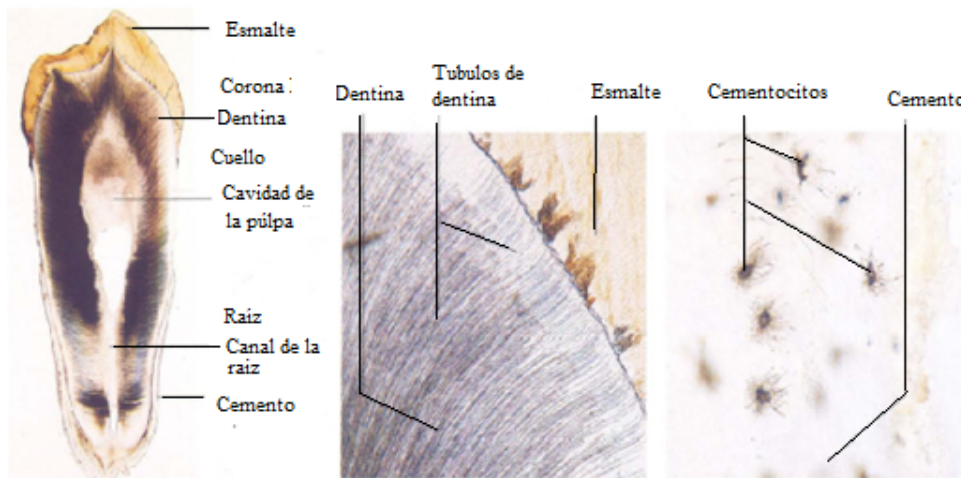 Esmalte
Corona :
Dentina
Cuello
Cavidad de
la púlpa
Raiz
Canal de la
raiz
Cemento
Dentina
Tubulos de
dentina
Esmalte
Cementocitos
Cemento